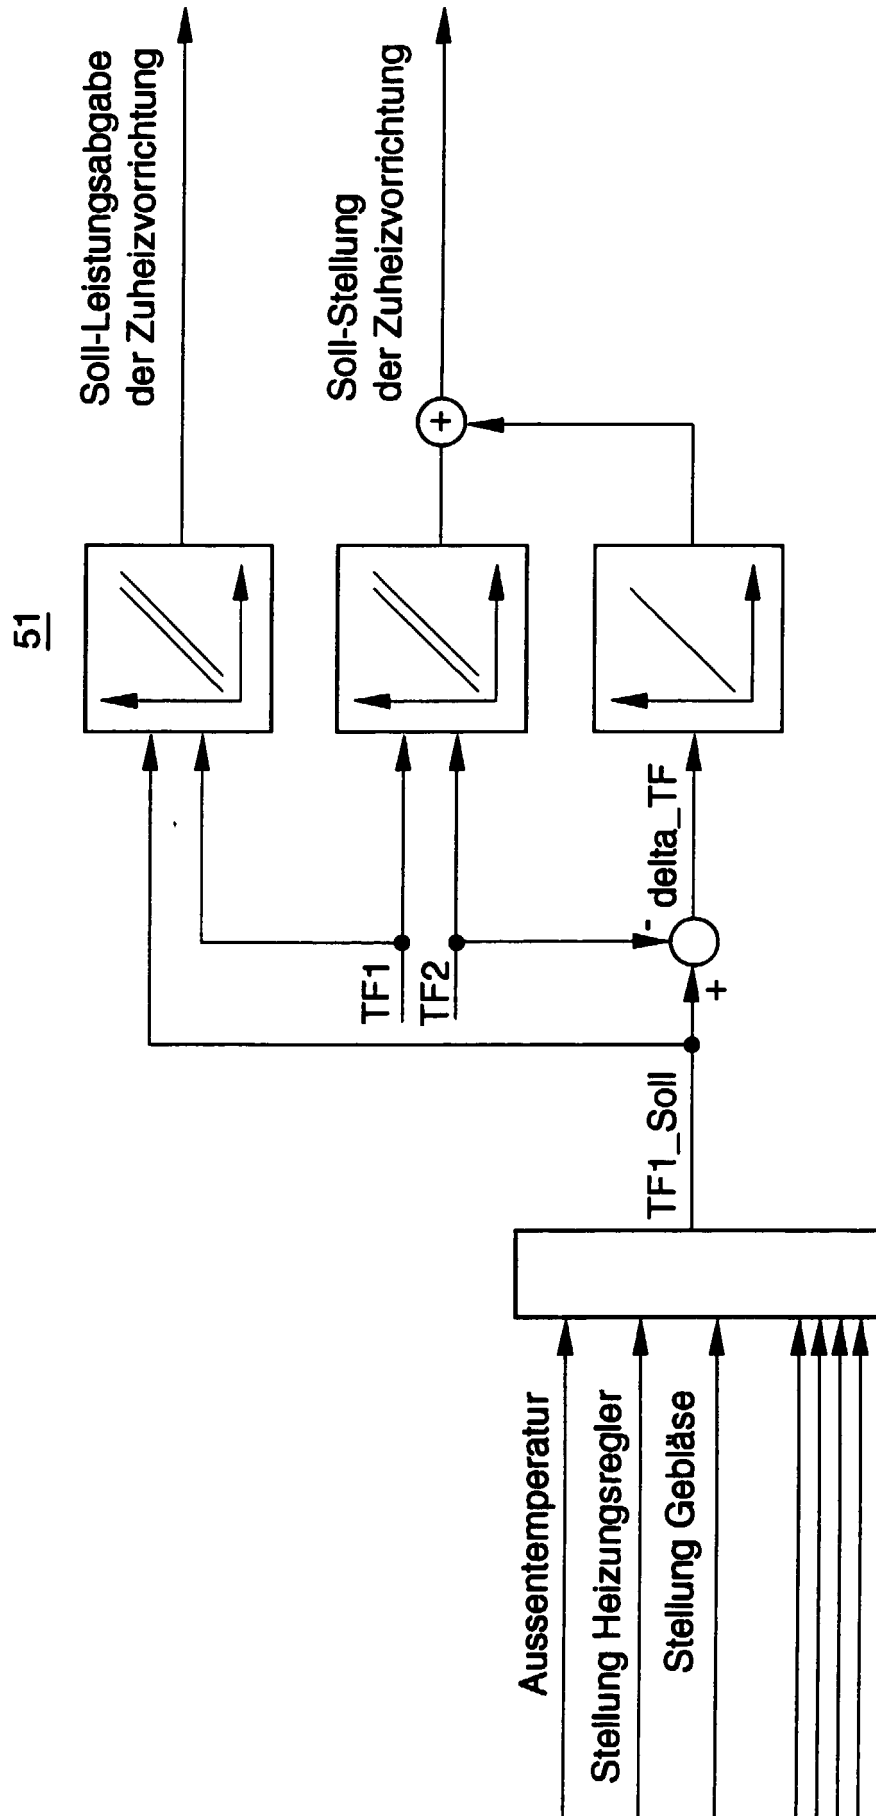 51
Soll-Leistungsabgabe
der Zuheizvorrichtung
Soll-Stellung
der Zuheizvorrichtung
+
TF1
TF2
- delta_TF
+
TF1_Soll
Aussentemperatur
Stellung Heizungsregler
Stellung Gebläse